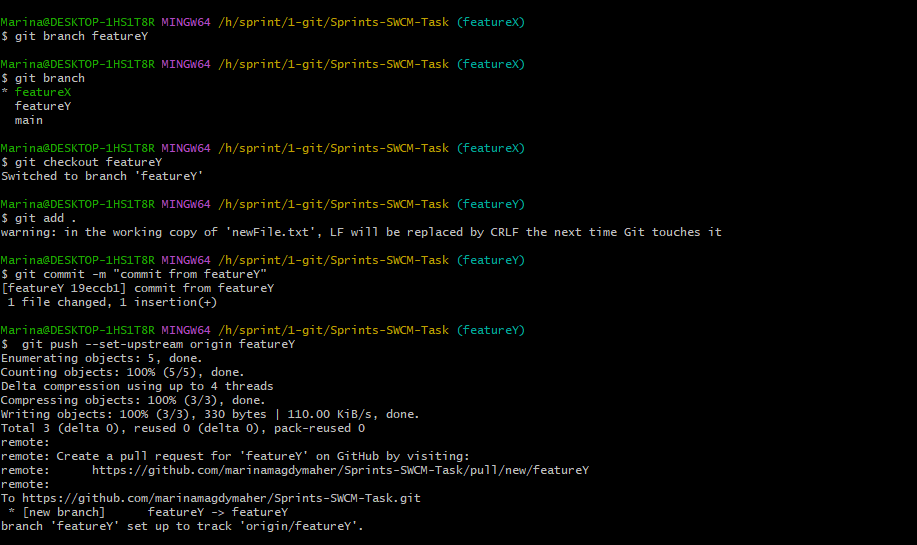 Marina@DESKTOP-1HS1T8R MINGW64 /h/sprint/1-git/Sprints-SWCM-Task (featureX)
$ git branch featureY
Marina@DESKTOP-1HS1T8R MINGW64 /h/sprint/1-git/Sprints-SWCM-Task (featureX)
$ git branch
* featureX
  featureY
  main
Marina@DESKTOP-1HS1T8R MINGW64 /h/sprint/1-git/Sprints-SWCM-Task (featureX)
$ git checkout featureY
Switched to branch 'featureY'
Marina@DESKTOP-1HS1T8R MINGW64 /h/sprint/1-git/Sprints-SWCM-Task (featureY)
$ git add .
warning: in the working copy of 'newFile.txt', LF will be replaced by CRLF the next time Git touches it
Marina@DESKTOP-1HS1T8R MINGW64 /h/sprint/1-git/Sprints-SWCM-Task (featureY)
$ git commit -m "commit from featureY"
[featureY 19eccb1] commit from featureY
 1 file changed, 1 insertion(+)
Marina@DESKTOP-1HS1T8R MINGW64 /h/sprint/1-git/Sprints-SWCM-Task (featureY)
$  git push --set-upstream origin featureY
Enumerating objects: 5, done.
Counting objects: 100% (5/5), done.
Delta compression using up to 4 threads
Compressing objects: 100% (3/3), done.
Writing objects: 100% (3/3), 330 bytes | 110.00 KiB/s, done.
Total 3 (delta 0), reused 0 (delta 0), pack-reused 0
remote:
remote: Create a pull request for 'featureY' on GitHub by visiting:
remote:      https://github.com/marinamagdymaher/Sprints-SWCM-Task/pull/new/featureY
remote:
To https://github.com/marinamagdymaher/Sprints-SWCM-Task.git
 * [new branch]      featureY -> featureY
branch 'featureY' set up to track 'origin/featureY'.